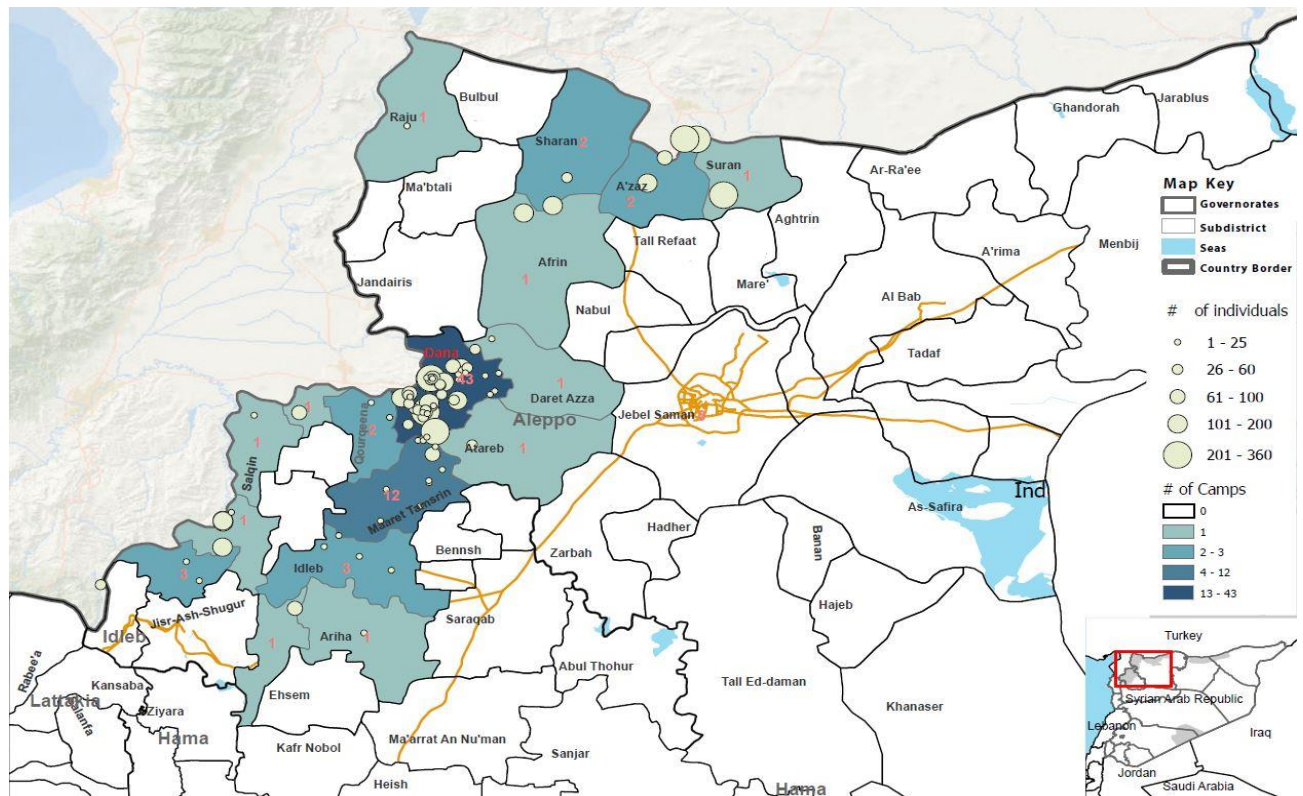 Bulbul
Raju 1
Sharan 2
Ma'btali
A'zaz
2
Suran
1
Ghandorah
Jarablus
Ar-Ra'ee
Aghtrin
Tall Refaat
Mare'
A'rima
Menbij
Al Bab
Tadaf
Jandairis
Afrin
1
Nabul
Dana
43
1
Daret Azza
Aleppo
Jebel Saman
Atareb
1
1
Qourqeena
2
1
Salqin
12
Maaret Tamsrin
1
3
Idleb
3
Bennsh
Zarbah
Hadher
Banan
As-Safira
Ind
Hajeb
Jisr-Ash-Shugur
Idleb
Saraqab
1
Ariha
1
Abul Thohur
Tall Ed-daman
Khanaser
Rabee'a
Kansaba
Lattakia
Ziyara
Hama
Ehsem
Kafr Nobol
Ma'arrat An Nu'man
Sanjar
Heish
Hama
Map Key
Governorates
Subdistrict
Seas
Country Border
# of individuals
1 - 25
26 - 60
61 - 100
101 - 200
201 - 360
# of Camps
0
1
2 - 3
4 - 12
13 - 43
Turkey
Syrian Arab Republic
Lebanon
Iraq
Jordan
Saudi Arabia